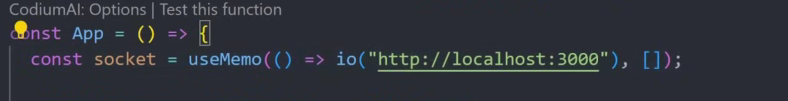 CodiumAI: Options | Test this function
const App = () => {
const socket = useMemo(() => io("http://localhost:3000"), []);